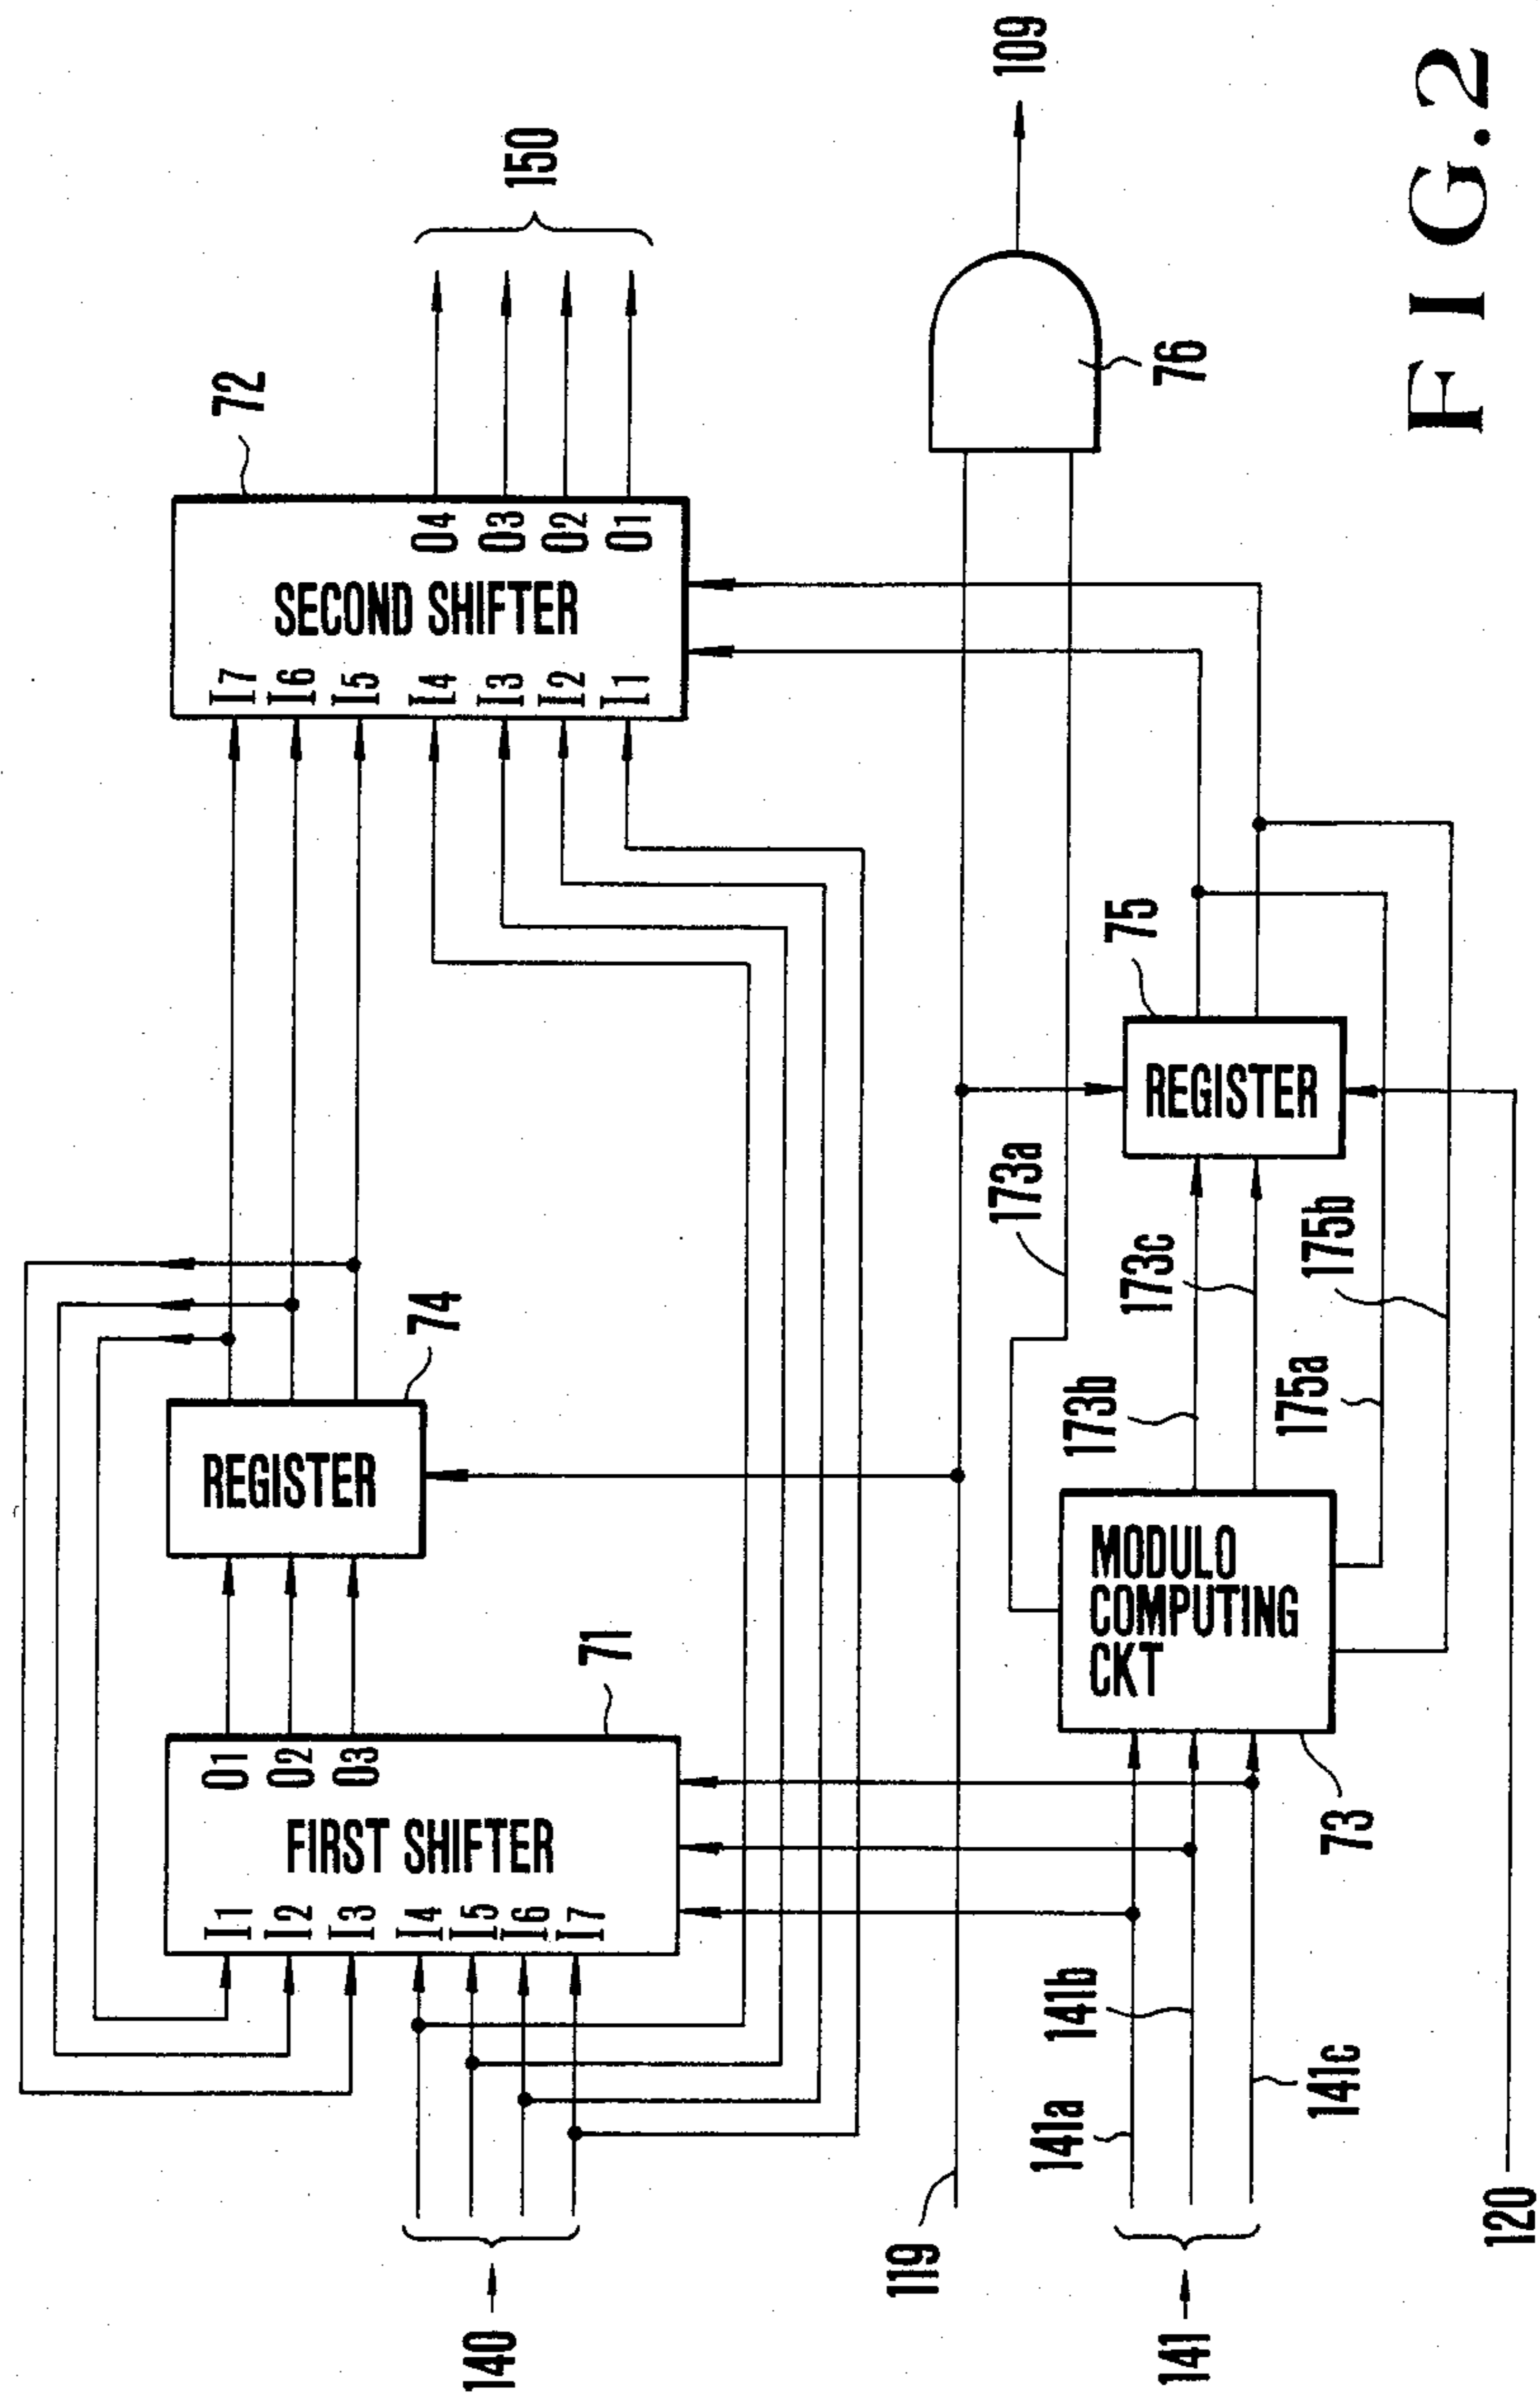 72
I7
I6
I5
I4
I3
I2
I1
SECOND SHIFTER
O4
O3
O2
O1
150
74
REGISTER
71
FIRST SHIFTER
I1
I2
I3
I4
I5
I6
I7
O1
O2
O3
140
119
109
76
173a
75
REGISTER
173b
173c
175a
175b
MODULO
COMPUTING
CKT
73
141a
141b
141c
141
120
FIG.2